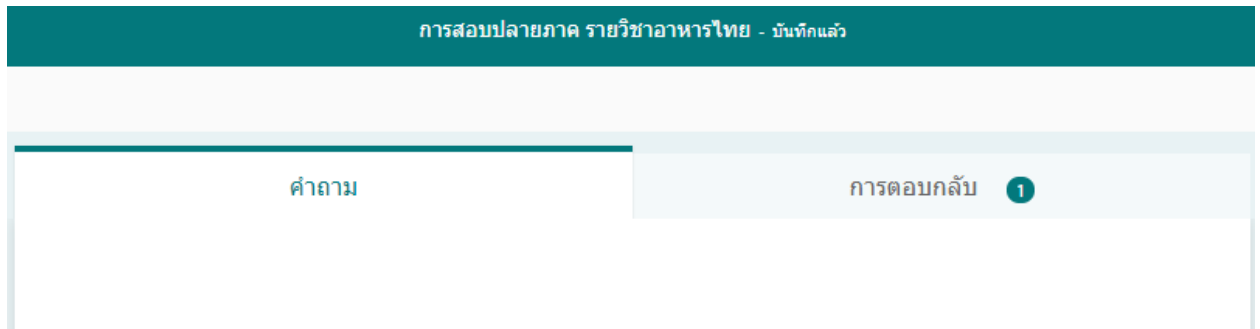 การสอบปลายภาค รายวิชาอาหารไทย - บันทึกแล้ว
คำถาม
การตอบกลับ 1